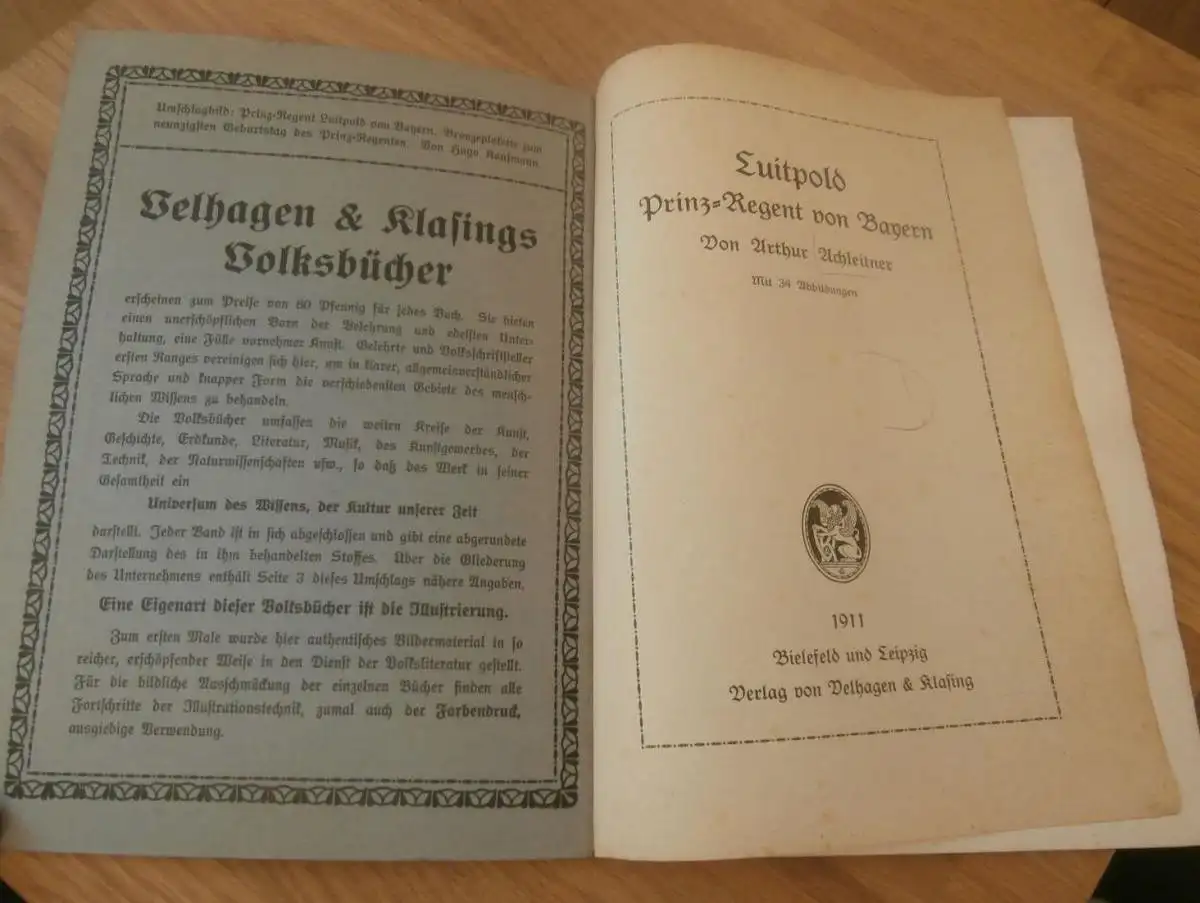 Umschlagbild: Prinz-Regent Luitpold von Bayern. Bronzeplakette zum
neunzigsten Geburtstag des Prinz-Regenten. Von Hugo Kaufmann.
Velhagen & Klasings
Volksbücher
erscheinen zum Preise von 60 Pfennig für jedes Buch. Sie bieten
einen unerschöpflichen Born der Belehrung und edelsten Unter-
haltung, eine Fülle vornehmer Kunst. Gelehrte und Volksschriftsteller
ersten Ranges vereinigen sich hier, um in klarer, allgemeinverständlicher
Sprache und knapper Form die verschiedensten Gebiete des mensch-
lichen Wissens zu behandeln.
Die Volksbücher umfassen die weiten Kreise der Kunst,
Geschichte, Erdkunde, Literatur, Musik, des Kunstgewerbes, der
Technik, der Naturwissenschaften usw., so daß das Werk in seiner
Gesamtheit ein
Universum des Wissens, der Kultur unserer Zeit
darstellt. Jeder Band ist in sich abgeschlossen und gibt eine abgerundete
Darstellung des in ihm behandelten Stoffes. Über die Gliederung
des Unternehmens enthält Seite 3 dieses Umschlags nähere Angaben.
Eine Eigenart dieser Volksbücher ist die Illustrierung.
Zum ersten Male wurde hier authentisches Bildermaterial in so
reicher, erschöpfender Weise in den Dienst der Volksliteratur gestellt.
Für die bildliche Ausschmückung der einzelnen Bücher finden alle
Fortschritte der Illustrationstechnik, zumal auch der Farbendruck,
ausgiebige Verwendung.
Luitpold
Prinz-Regent von Bayern
Von Arthur Achleitner
Mit 34 Abbildungen
1911
Bielefeld und Leipzig
Verlag von Velhagen & Klasing